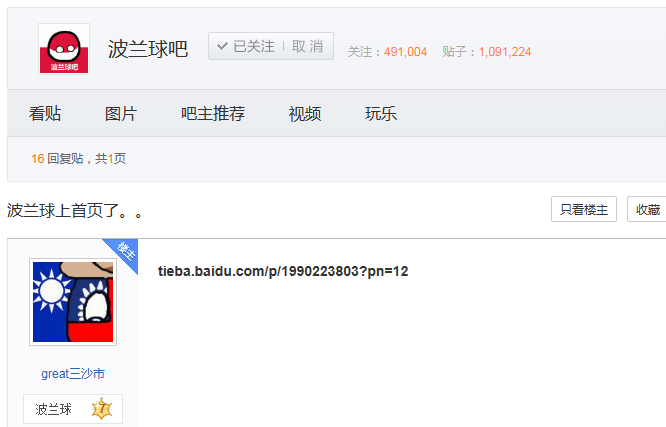 波兰球吧
波兰球吧 已关注 取 消 关注：491,004 贴子：1,091,224
看贴 图片 吧主推荐 视频 玩乐
16 回复贴，共1页
波兰球上首页了。。 只看楼主 收藏
楼主
tieba.baidu.com/p/1990223803?pn=12
great三沙市
波兰球 7